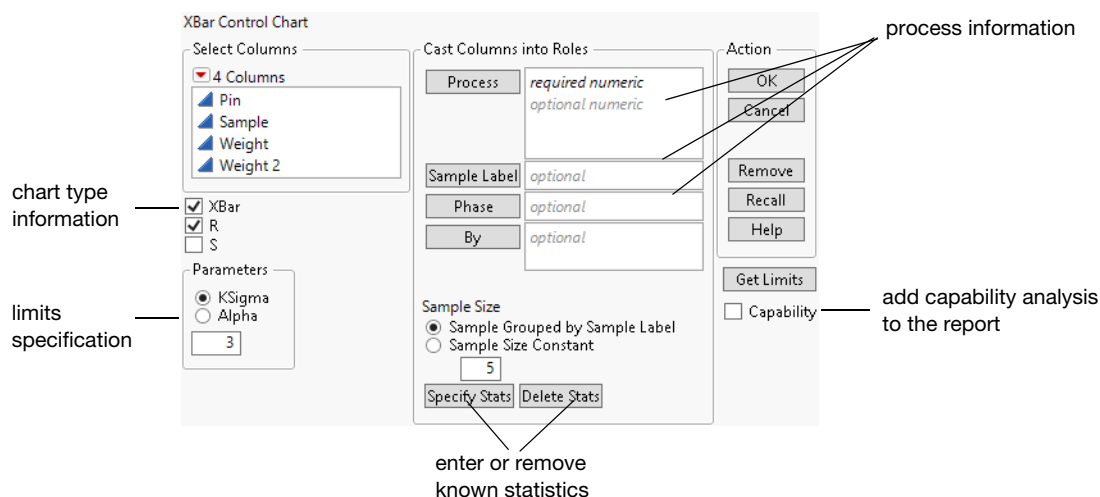 XBar Control Chart
Select Columns
4 Columns
Pin
Sample
Weight
Weight 2
chart type
information
XBar
R
S
Parameters
KSigma
Alpha
3
limits
specification
Cast Columns into Roles
Process
required numeric
optional numeric
Sample Label
optional
Phase
optional
By
optional
Sample Size
Sample Grouped by Sample Label
Sample Size Constant
5
Specify Stats
Delete Stats
enter or remove
known statistics
process information
Action
OK
Cancel
Remove
Recall
Help
Get Limits
Capability
add capability analysis
to the report